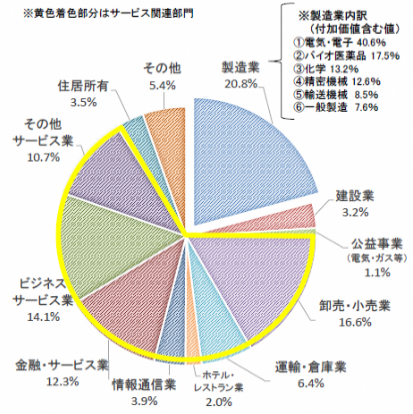 ※黄色着色部分はサービス関連部門
※製造業内訳
（付加価値含む値）
①電気・電子 40.6%
②バイオ医薬品 17.5%
③化学 13.2%
④精密機械 12.6%
⑤輸送機械 8.5%
⑥一般製造 7.6%
製造業
20.8%
建設業
3.2%
公益事業
（電気・ガス等）
1.1%
卸売・小売業
16.6%
運輸・倉庫業
6.4%
ホテル・
レストラン業
2.0%
情報通信業
3.9%
金融・サービス業
12.3%
ビジネス
サービス業
14.1%
その他
サービス業
10.7%
住居所有
3.5%
その他
5.4%